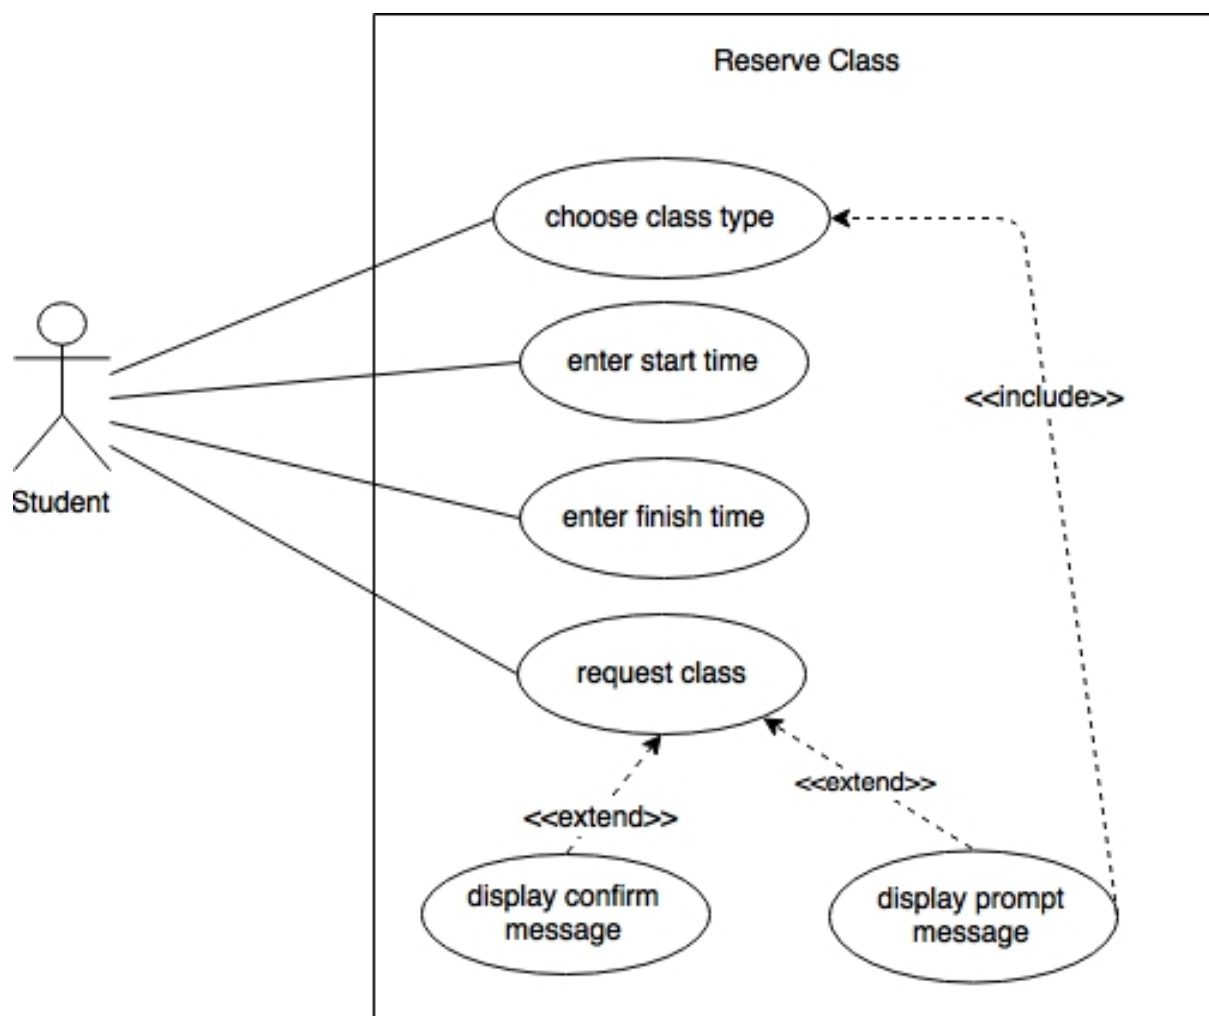 Reserve Class
choose class type
enter start time
<<include>>
enter finish time
Student
request class
<<extend>>
<<extend>>
display confirm
message
display prompt
message